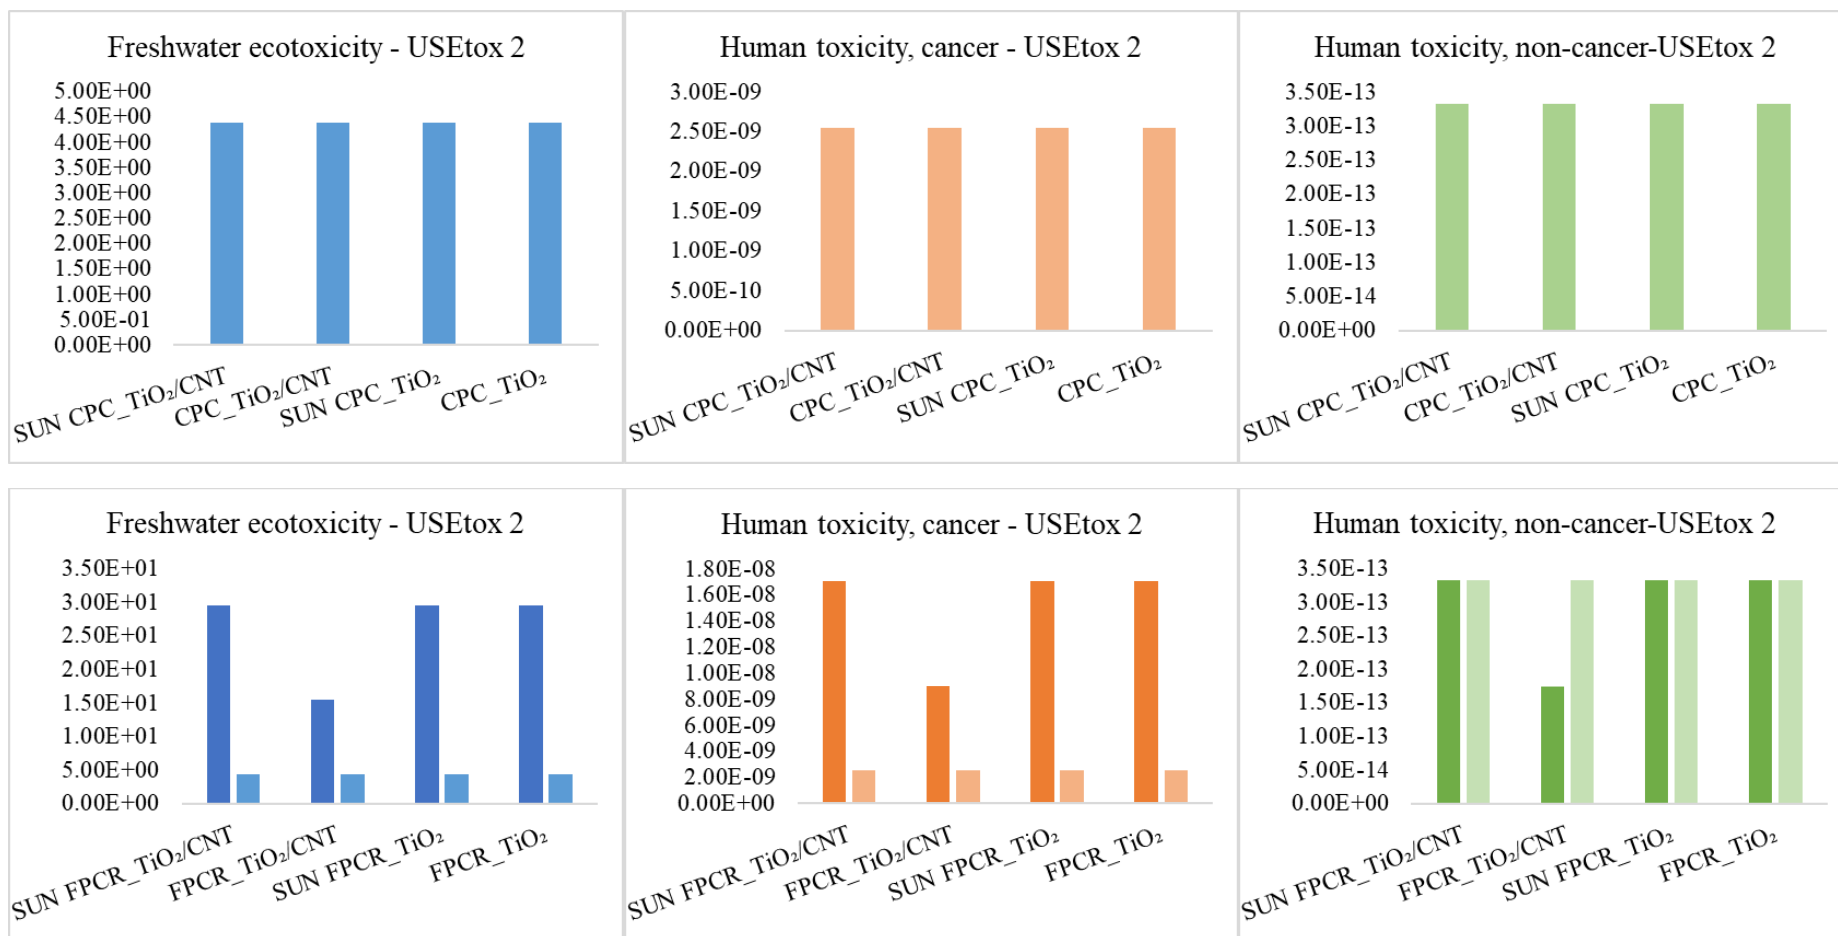 Freshwater ecotoxicity - USEtox 2
5.00E+00
4.50E+00
4.00E+00
3.50E+00
3.00E+00
2.50E+00
2.00E+00
1.50E+00
1.00E+00
5.00E-01
0.00E+00
SUN CPC_TiO₂/CNT
CPC_TiO₂/CNT
SUN CPC_TiO₂
CPC_TiO₂
Human toxicity, cancer - USEtox 2
3.00E-09
2.50E-09
2.00E-09
1.50E-09
1.00E-09
5.00E-10
0.00E+00
SUN CPC_TiO₂/CNT
CPC_TiO₂/CNT
SUN CPC_TiO₂
CPC_TiO₂
Human toxicity, non-cancer-USEtox 2
3.50E-13
3.00E-13
2.50E-13
2.00E-13
1.50E-13
1.00E-13
5.00E-14
0.00E+00
SUN CPC_TiO₂/CNT
CPC_TiO₂/CNT
SUN CPC_TiO₂
CPC_TiO₂
Freshwater ecotoxicity - USEtox 2
3.50E+01
3.00E+01
2.50E+01
2.00E+01
1.50E+01
1.00E+01
5.00E+00
0.00E+00
SUN FPCR_TiO₂/CNT
FPCR_TiO₂/CNT
SUN FPCR_TiO₂
FPCR_TiO₂
Human toxicity, cancer - USEtox 2
1.80E-08
1.60E-08
1.40E-08
1.20E-08
1.00E-08
8.00E-09
6.00E-09
4.00E-09
2.00E-09
0.00E+00
SUN FPCR_TiO₂/CNT
FPCR_TiO₂/CNT
SUN FPCR_TiO₂
FPCR_TiO₂
Human toxicity, non-cancer-USEtox 2
3.50E-13
3.00E-13
2.50E-13
2.00E-13
1.50E-13
1.00E-13
5.00E-14
0.00E+00
SUN FPCR_TiO₂/CNT
FPCR_TiO₂/CNT
SUN FPCR_TiO₂
FPCR_TiO₂